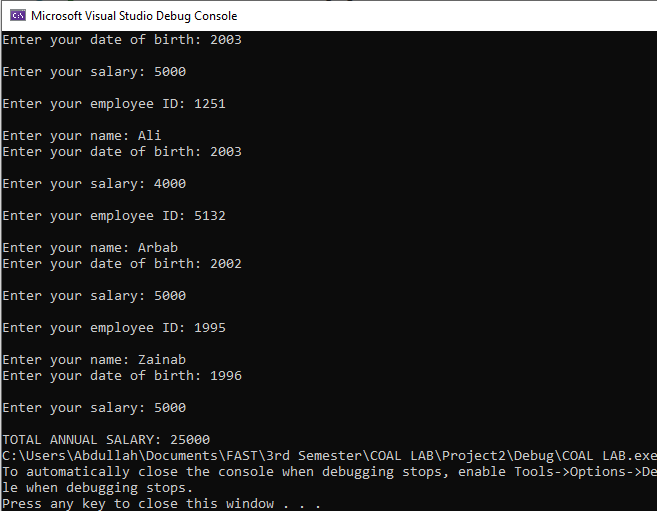 Microsoft Visual Studio Debug Console
Enter your date of birth: 2003
Enter your salary: 5000
Enter your employee ID: 1251
Enter your name: Ali
Enter your date of birth: 2003
Enter your salary: 4000
Enter your employee ID: 5132
Enter your name: Arbab
Enter your date of birth: 2002
Enter your salary: 5000
Enter your employee ID: 1995
Enter your name: Zainab
Enter your date of birth: 1996
Enter your salary: 5000
TOTAL ANNUAL SALARY: 25000
C:\Users\Abdullah\Documents\FAST\3rd Semester\COAL LAB\Project2\Debug\COAL LAB.exe
To automatically close the console when debugging stops, enable Tools->Options->De
le when debugging stops.
Press any key to close this window . . .